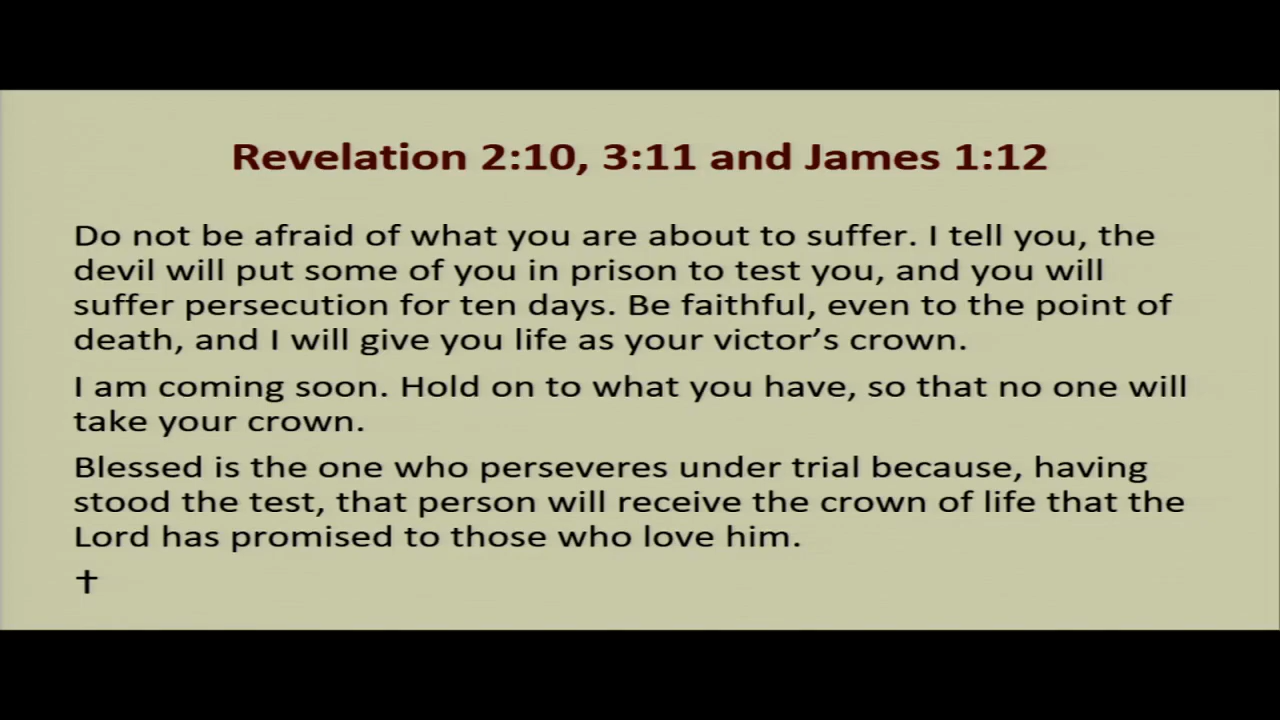 Revelation 2:10, 3:11 and James 1:12
Do not be afraid of what you are about to suffer. I tell you, the
devil will put some of you in prison to test you, and you will
suffer persecution for ten days. Be faithful, even to the point of
death, and I will give you life as your victor’s crown.
I am coming soon. Hold on to what you have, so that no one will
take your crown.
Blessed is the one who perseveres under trial because, having
stood the test, that person will receive the crown of life that the
Lord has promised to those who love him.
✝